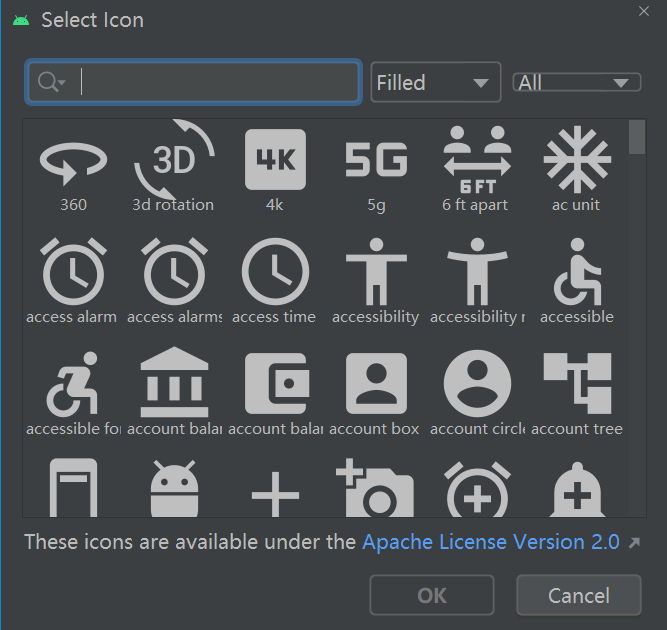 Select Icon
Filled
All
3D
4K
5G
6 FT
360
3d rotation
4k
5g
6 ft apart
ac unit
access alarm
access alarms
access time
accessibility
accessibility r
accessible
accessible fo
account balar
account balar
account box
account circle
account tree
These icons are available under the Apache License Version 2.0
OK
Cancel